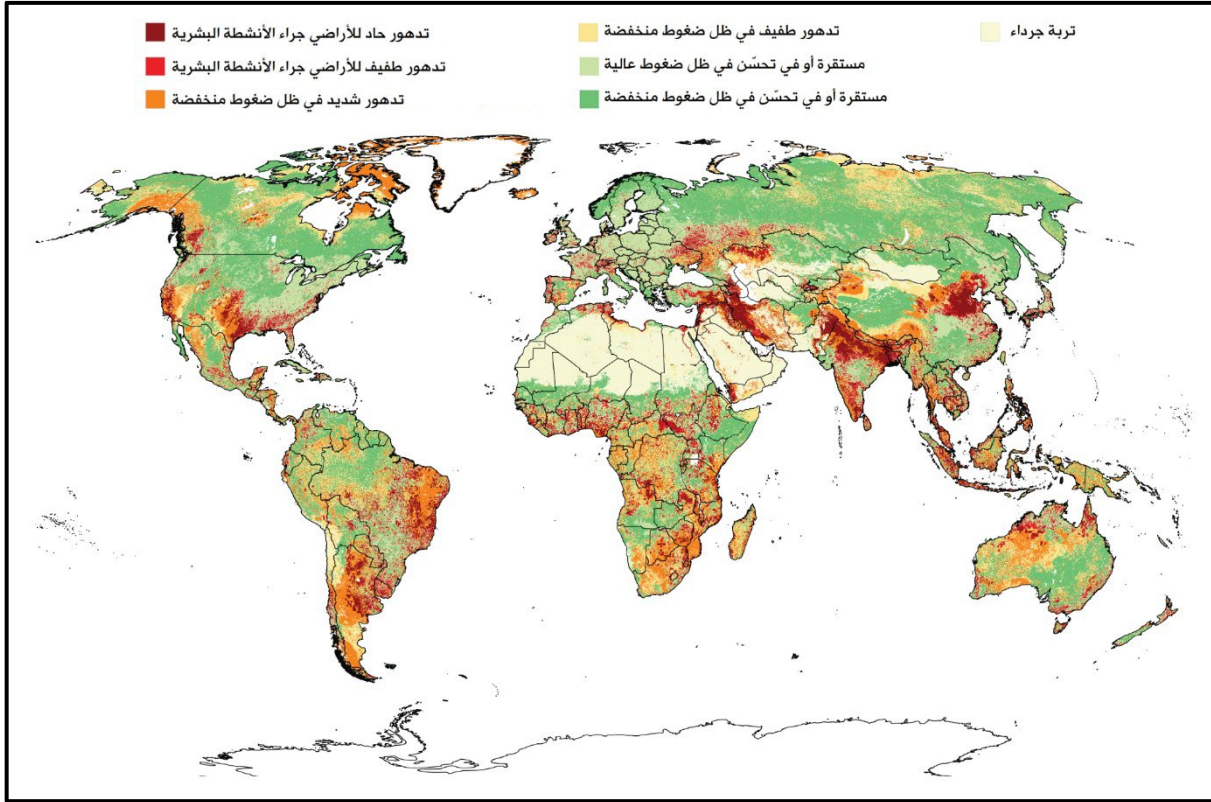 تدهور حاد للأراضي جراء الأنشطة البشرية
تدهور طفيف للأراضي جراء الأنشطة البشرية
تدهور شديد في ظل ضغوط منخفضة
تدهور طفيف في ظل ضغوط منخفضة
مستقرة أو في تحسّن في ظل ضغوط عالية
مستقرة أو في تحسّن في ظل ضغوط منخفضة
تربة جرداء